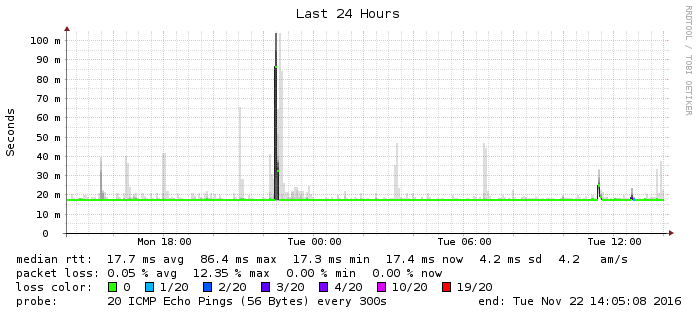 Last 24 Hours
RRDTOOL / TOBI OETIKER
Seconds
100 m
90 m
80 m
70 m
60 m
50 m
40 m
30 m
20 m
10 m
0
Mon 18:00 Tue 00:00 Tue 06:00 Tue 12:00
median rtt: 17.7 ms avg 86.4 ms max 17.3 ms min 17.4 ms now 4.2 ms sd 4.2 am/s
packet loss: 0.05 % avg 12.35 % max 0.00 % min 0.00 % now
loss color: 0 1/20 2/20 3/20 4/20 10/20 19/20
probe: 20 ICMP Echo Pings (56 Bytes) every 300s end: Tue Nov 22 14:05:08 2016